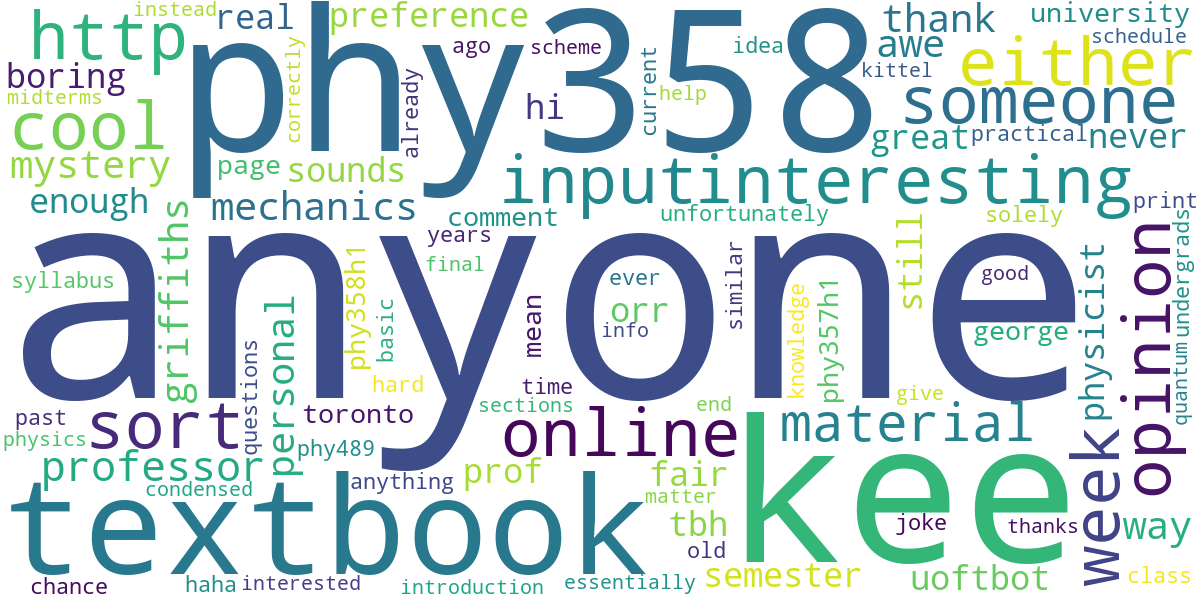 instead
http
real
preference
phy358
thank
university
schedule
awe
either
ago
scheme
idea
boring
midterms
kittel
correctly
already
current
help
hi
someone
cool
great
practical
never
mystery
page
sounds
inputinteresting
enough
mechanics
comment
unfortunately
solely
print
griffiths
anyone
years
final
syllabus
phy358h1
basic
mean
ever
orr
info
similar
still
good
george
physicist
opinion
undergrads
quantum
knowledge
phy357h1
personal
questions
hard
time
give
past
physics
sort
toronto
sections
end
online
material
phy489
professor
condensed
textbook
anything
prof
fair
matter
tbh
old
kee
week
joke
thanks
way
chance
haha
interested
introduction
essentially
semester
uoftbot
class